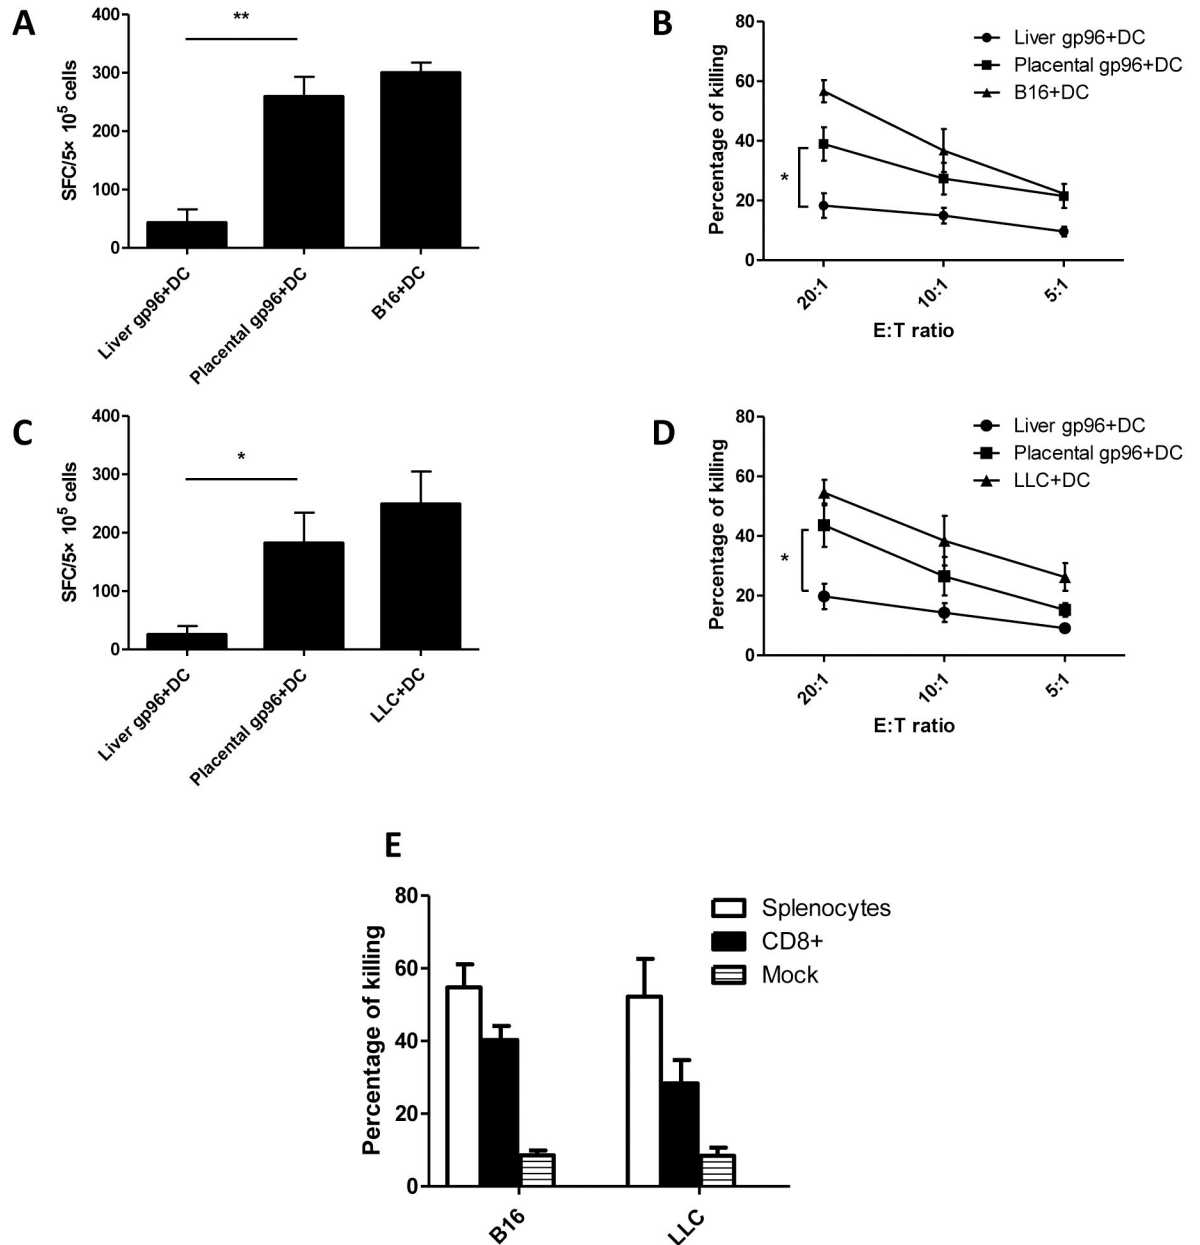 A
400
300
200
100
0
SFC/5× 10⁵ cells
**
Liver gp96+DC
Placental gp96+DC
B16+DC
B
80
60
40
20
0
Percentage of killing
Liver gp96+DC
Placental gp96+DC
B16+DC
*
20:1
10:1
5:1
E:T ratio
C
400
300
200
100
0
SFC/5× 10⁵ cells
*
Liver gp96+DC
Placental gp96+DC
LLC+DC
D
80
60
40
20
0
Percentage of killing
Liver gp96+DC
Placental gp96+DC
LLC+DC
*
20:1
10:1
5:1
E:T ratio
E
80
60
40
20
0
Percentage of killing
Splenocytes
CD8+
Mock
B16
LLC